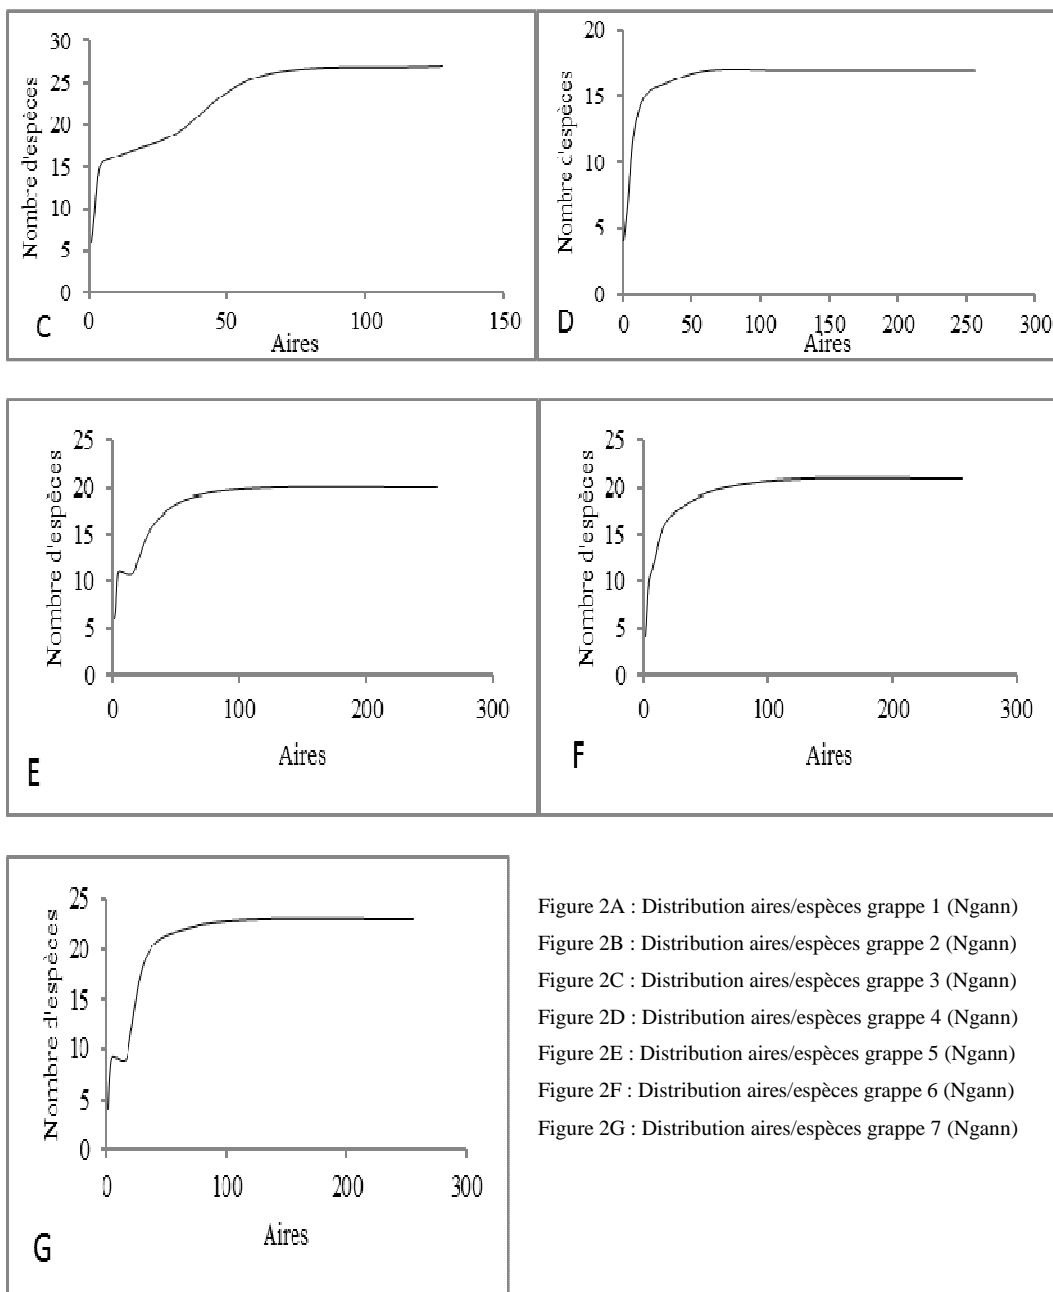 30
25
20
15
10
5
0
Nombre d'espèces
0 50 100 150
Aires
C
20
15
10
5
0
Nombre d'espèces
0 50 100 150 200 250 300
Aires
D
25
20
15
10
5
0
Nombre d'espèces
0 100 200 300
Aires
E
25
20
15
10
5
0
Nombre d'espèces
0 100 200 300
Aires
F
25
20
15
10
5
0
Nombre d'espèces
0 100 200 300
Aires
G
Figure 2A : Distribution aires/espèces grappe 1 (Ngann)
Figure 2B : Distribution aires/espèces grappe 2 (Ngann)
Figure 2C : Distribution aires/espèces grappe 3 (Ngann)
Figure 2D : Distribution aires/espèces grappe 4 (Ngann)
Figure 2E : Distribution aires/espèces grappe 5 (Ngann)
Figure 2F : Distribution aires/espèces grappe 6 (Ngann)
Figure 2G : Distribution aires/espèces grappe 7 (Ngann)